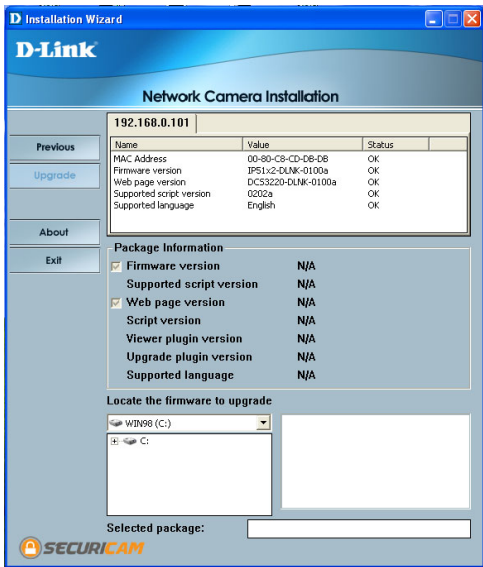 D Installation Wizard
D-Link
Network Camera Installation
192.168.0.101
Previous
Upgrade
About
Exit
Name Value Status
MAC Address 00-80-C8-CD-DB-DB OK
Firmware version IP51x2-DLNK-0100a OK
Web page version DCS3220-DLNK-0100a OK
Supported script version 0202a OK
Supported language English OK
Package Information
Firmware version N/A
Supported script version N/A
Web page version N/A
Script version N/A
Viewer plugin version N/A
Upgrade plugin version N/A
Supported language N/A
Locate the firmware to upgrade
WIN98 (C:)
C:
Selected package:
SECURICAM